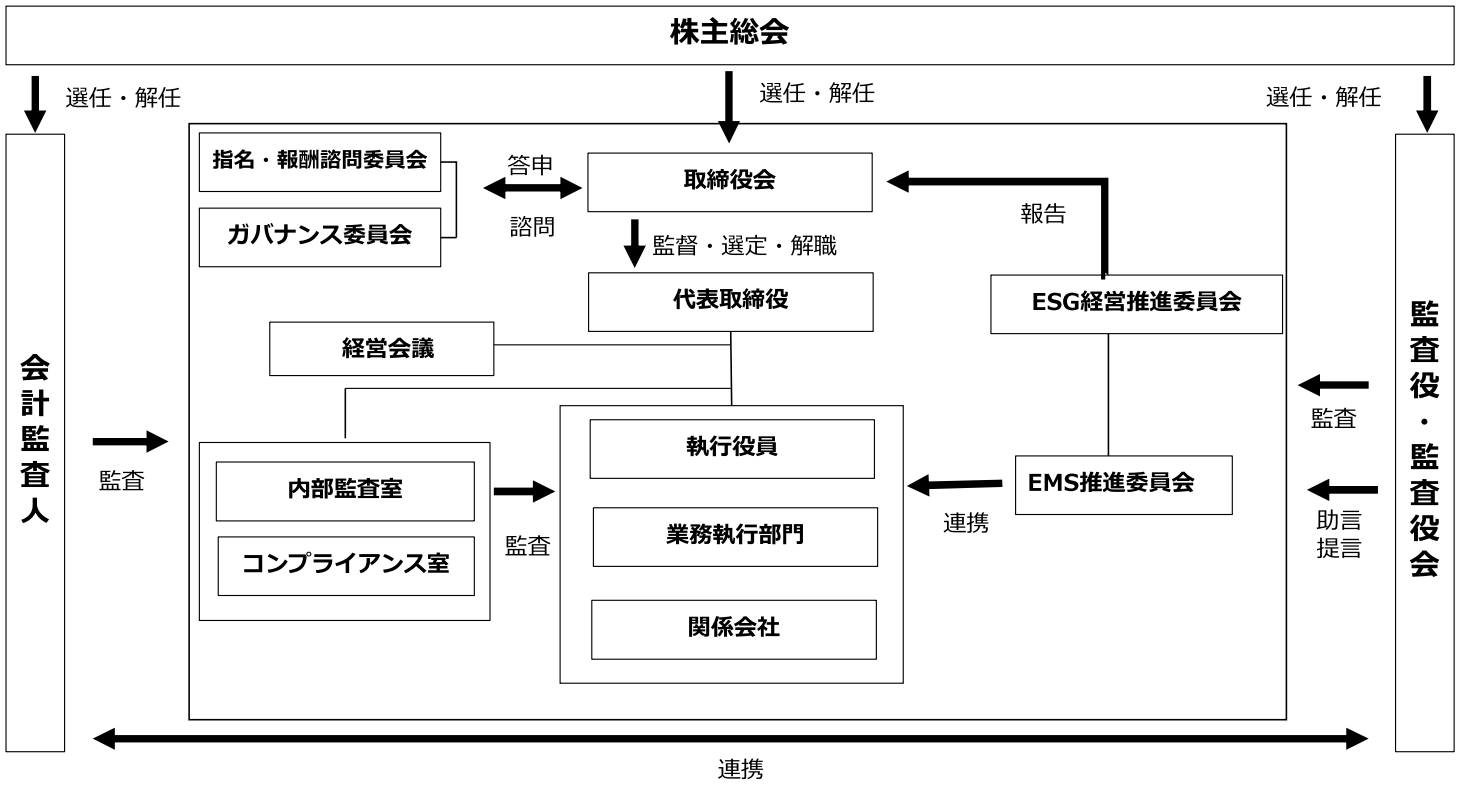 株主総会
選任・解任
選任・解任
選任・解任
指名・報酬諮問委員会
答申
取締役会
諮問
報告
ガバナンス委員会
監督・選定・解職
代表取締役
ESG経営推進委員会
経営会議
会計監査人
監査役・監査役会
監査
監査
執行役員
内部監査室
EMS推進委員会
連携
助言
提言
監査
業務執行部門
コンプライアンス室
関係会社
連携